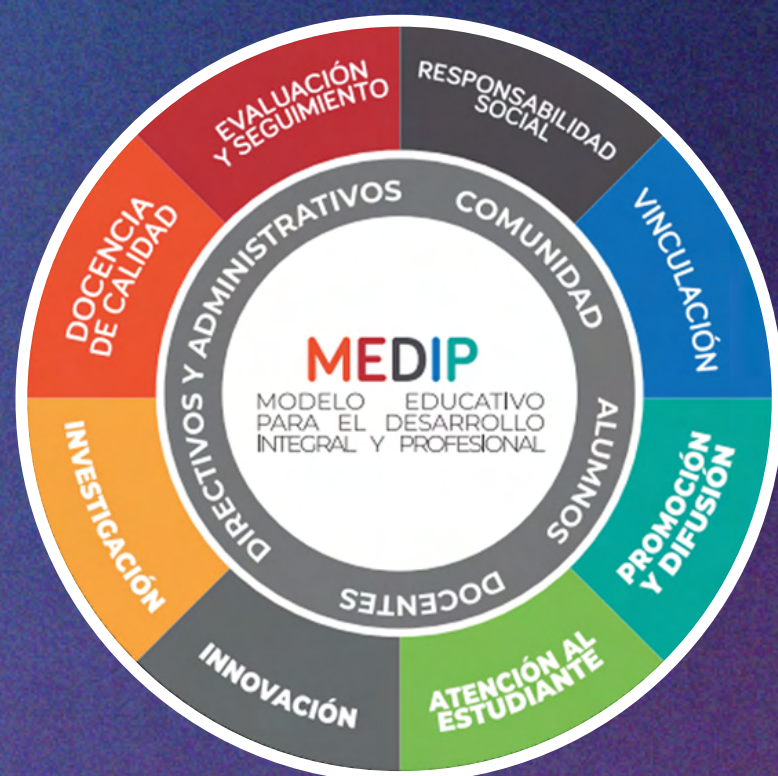 EVALUACIÓN
Y SEGUIMIENTO
RESPONSABILIDAD
SOCIAL
VINCULACIÓN
PROMOCIÓN
Y DIFUSIÓN
ATENCIÓN AL
ESTUDIANTE
INNOVACIÓN
INVESTIGACIÓN
DOCENCIA
DE CALIDAD
DIRECTIVOS Y ADMINISTRATIVOS
COMUNIDAD
ALUMNOS
DOCENTES
MEDIP
MODELO EDUCATIVO
PARA EL DESARROLLO
INTEGRAL Y PROFESIONAL